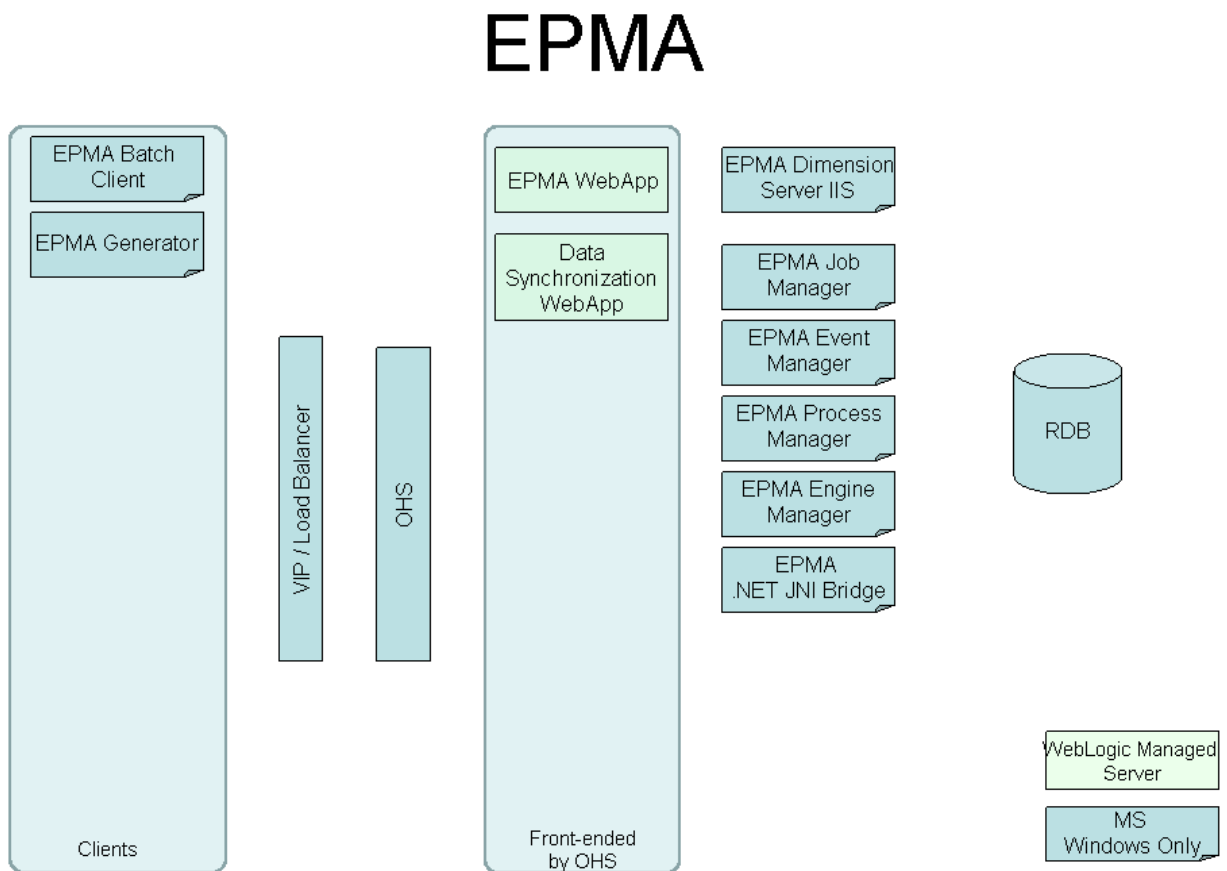 EPMA
EPMA Batch
Client
EPMA Generator
Clients
VIP / Load Balancer
OHS
EPMA WebApp
Data
Synchronization
WebApp
Front-ended
by OHS
EPMA Dimension
Server IIS
EPMA Job
Manager
EPMA Event
Manager
EPMA Process
Manager
EPMA Engine
Manager
EPMA
.NET JNI Bridge
RDB
WebLogic Managed
Server
MS
Windows Only